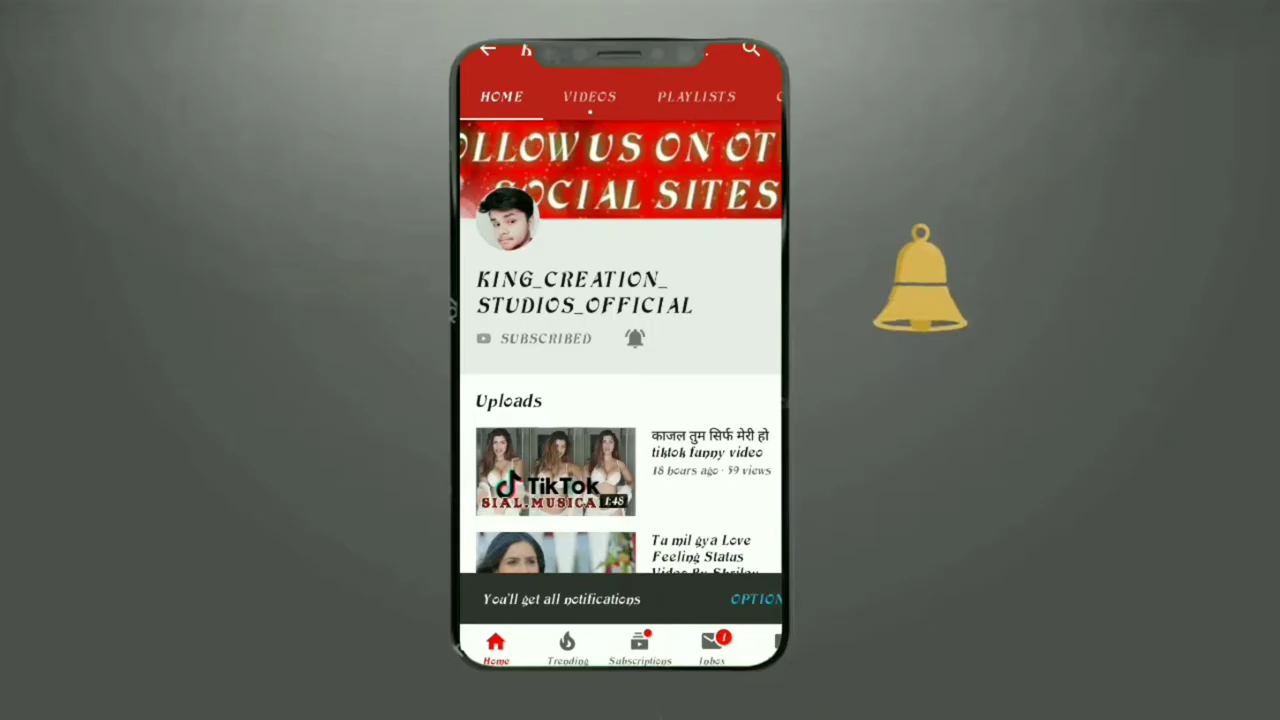 HOME VIDEOS PLAYLISTS
OLLOW US ON OT
SOCIAL SITES
KING_CREATION_
STUDIOS_OFFICIAL
SUBSCRIBED
Uploads
काजल तुम सिर्फ मेरी हो
tiktok funny video
18 hours ago · 59 views
TikTok
SIAL.MUSICA 1:48
Tu mil gya Love
Feeling Status
You'll get all notifications OPTION
1
Home Trending Subscriptions Inbox